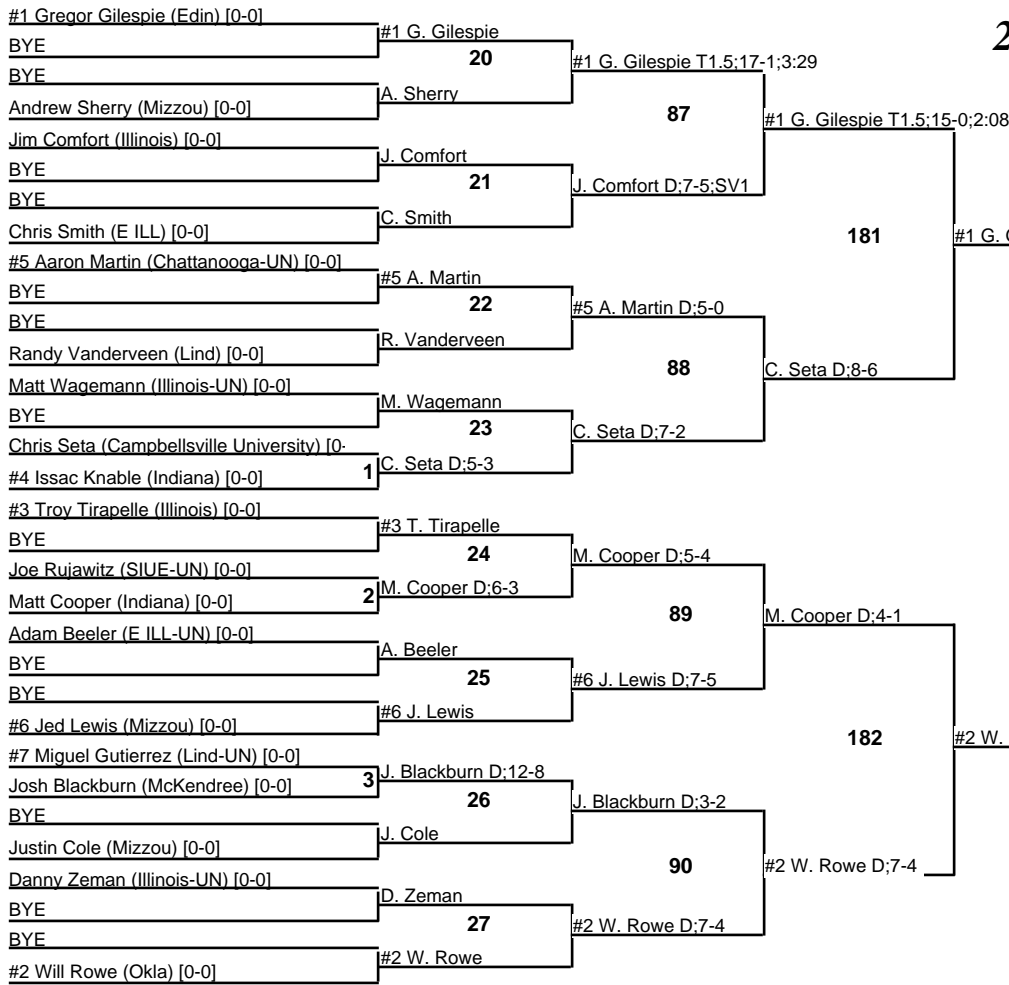 #1 Gregor Gillespie (Edin) [0-0]
BYE
BYE
Andrew Sherry (Mizzou) [0-0]
Jim Comfort (Illinois) [0-0]
BYE
BYE
Chris Smith (E ILL) [0-0]
#5 Aaron Martin (Chattanooga-UN) [0-0]
BYE
BYE
Randy Vanderveen (Lind) [0-0]
Matt Wagemann (Illinois-UN) [0-0]
BYE
Chris Seta (Campbellsville University) [0-
#4 Issac Knable (Indiana) [0-0]
#3 Troy Tirapelle (Illinois) [0-0]
BYE
Joe Rujawitz (SIUE-UN) [0-0]
Matt Cooper (Indiana) [0-0]
Adam Beeler (E ILL-UN) [0-0]
BYE
BYE
#6 Jed Lewis (Mizzou) [0-0]
#7 Miguel Gutierrez (Lind-UN) [0-0]
Josh Blackburn (McKendree) [0-0]
BYE
Justin Cole (Mizzou) [0-0]
Danny Zeman (Illinois-UN) [0-0]
BYE
BYE
#2 Will Rowe (Okla) [0-0]
1
2
3
#1 G. Gillespie
20
A. Sherry
J. Comfort
21
C. Smith
#5 A. Martin
22
R. Vanderveen
M. Wagemann
23
C. Seta D;5-3
#3 T. Tirapelle
24
M. Cooper D;6-3
A. Beeler
25
#6 J. Lewis
J. Blackburn D;12-8
26
J. Cole
D. Zeman
27
#2 W. Rowe
#1 G. Gilespie T1.5;17-1;3:29
87
J. Comfort D;7-5;SV1
#5 A. Martin D;5-0
88
C. Seta D;7-2
M. Cooper D;5-4
89
#6 J. Lewis D;7-5
J. Blackburn D;3-2
90
#2 W. Rowe D;7-4
#1 G. Gilespie T1.5;15-0;2:08
181
C. Seta D;8-6
M. Cooper D;4-1
182
#2 W. Rowe D;7-4
2
#1 G.
#2 W.